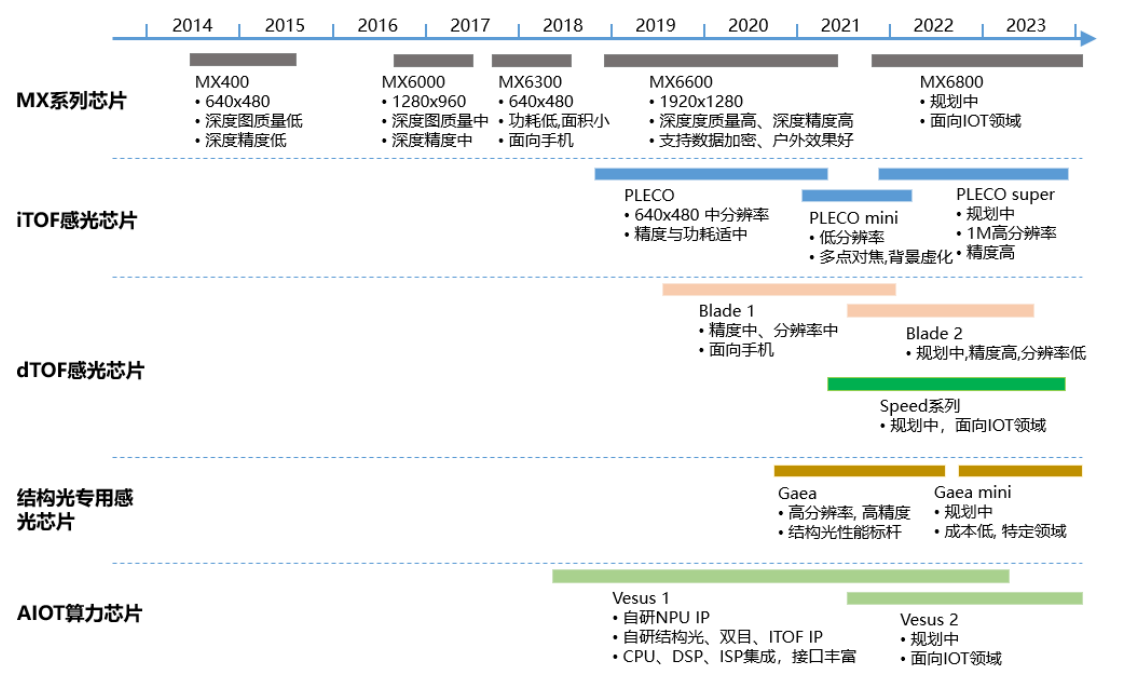 2014 2015 2016 2017 2018 2019 2020 2021 2022 2023
MX系列芯片
MX400
• 640x480
• 深度图质量低
• 深度精度低
MX6000
• 1280x960
• 深度图质量中
• 深度精度中
MX6300
• 640x480
• 功耗低,面积小
• 面向手机
MX6600
• 1920x1280
• 深度度质量高、深度精度高
• 支持数据加密、户外效果好
MX6800
• 规划中
• 面向IOT领域
iTOF感光芯片
PLECO
• 640x480 中分辨率
• 精度与功耗适中
PLECO mini
• 低分辨率
• 多点对焦,背景虚化
PLECO super
• 规划中
• 1M高分辨率
• 精度高
dTOF感光芯片
Blade 1
• 精度中、分辨率中
• 面向手机
Blade 2
• 规划中,精度高,分辨率低
Speed系列
• 规划中，面向IOT领域
结构光专用感
光芯片
Gaea
• 高分辨率, 高精度
• 结构光性能标杆
Gaea mini
• 规划中
• 成本低, 特定领域
AIOT算力芯片
Vesus 1
• 自研NPU IP
• 自研结构光、双目、ITOF IP
• CPU、DSP、ISP集成，接口丰富
Vesus 2
• 规划中
• 面向IOT领域